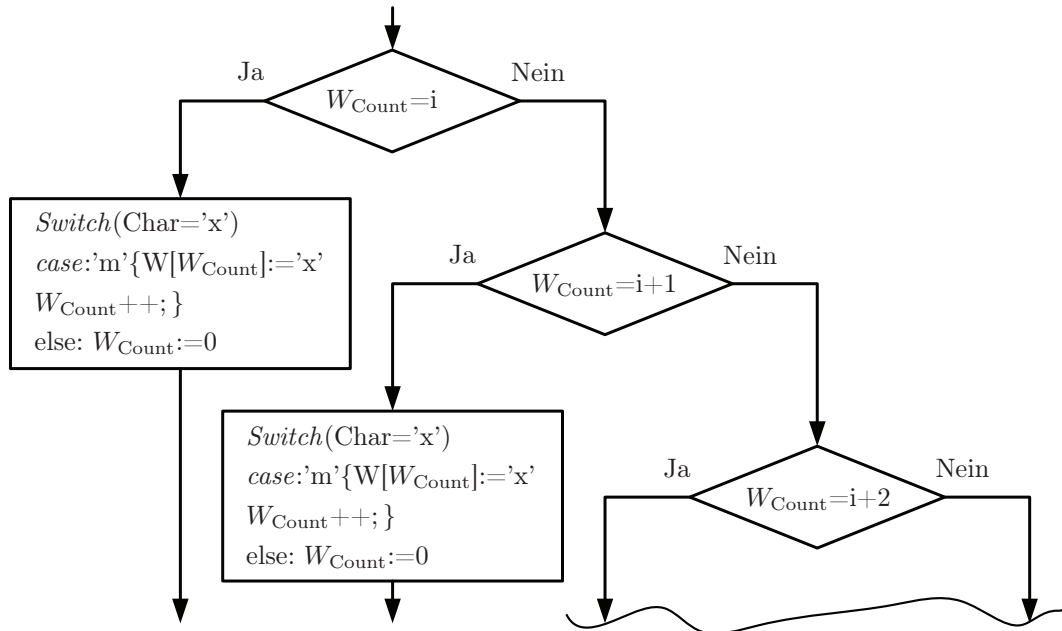 Ja
Nein
W_Count=i
Switch(Char='x')
case:'m'{W[W_Count]:='x'
W_Count++;}
else: W_Count:=0
Ja
Nein
W_Count=i+1
Switch(Char='x')
case:'m'{W[W_Count]:='x'
W_Count++;}
else: W_Count:=0
Ja
Nein
W_Count=i+2